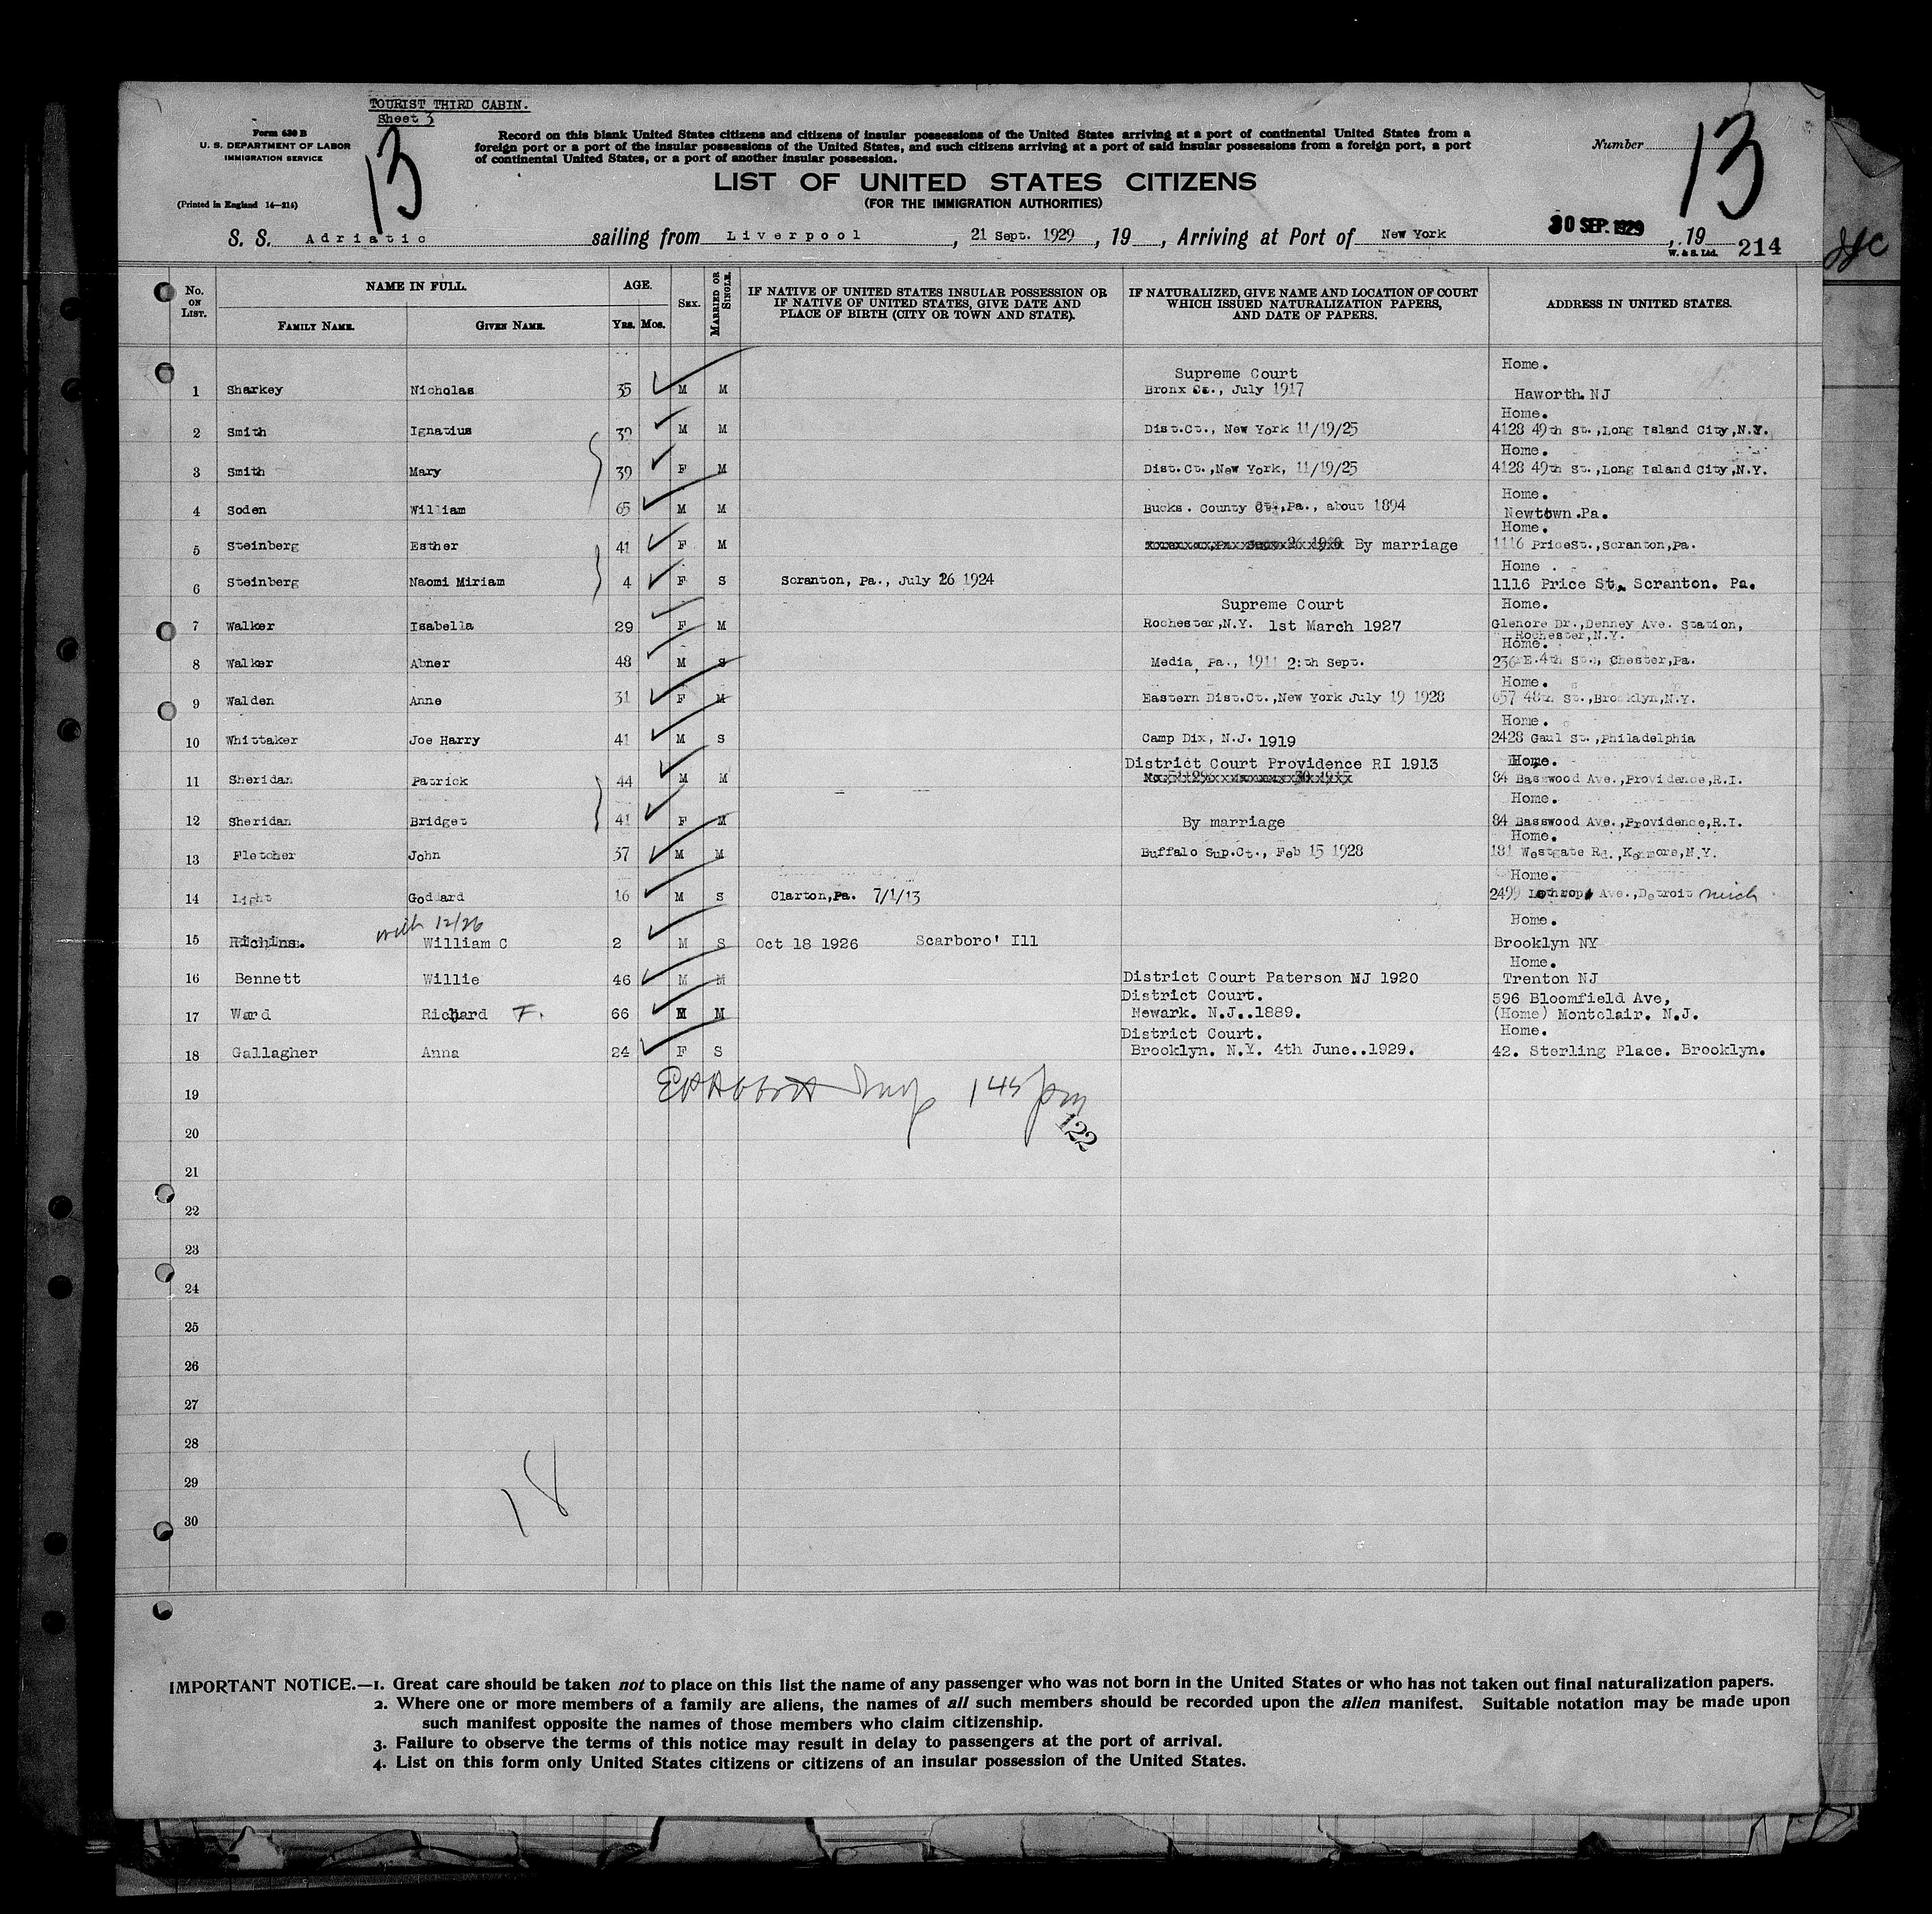 TOURIST THIRD CABIN.
Sheet 3
Form 630 B
U. S. DEPARTMENT OF LABOR
IMMIGRATION SERVICE
(Printed in England 14—214)
13
Record on this blank United States citizens and citizens of insular possessions of the United States arriving at a port of continental United States from a
foreign port or a port of the insular possessions of the United States, and such citizens arriving at a port of said insular possessions from a foreign port, a port
of continental United States, or a port of another insular possession.
Number
13
LIST OF UNITED STATES CITIZENS
(FOR THE IMMIGRATION AUTHORITIES)
S. S. Adriatic sailing from Liverpool, 21 Sept. 1929, 19 , Arriving at Port of New York 30 SEP. 1929, 19
W. & S. Ltd. 214
No. ON LIST. NAME IN FULL. FAMILY NAME. GIVEN NAME. AGE. Yrs. Mos. SEX. MARRIED OR SINGLE. IF NATIVE OF UNITED STATES INSULAR POSSESSION OR IF NATIVE OF UNITED STATES, GIVE DATE AND PLACE OF BIRTH (CITY OR TOWN AND STATE). IF NATURALIZED, GIVE NAME AND LOCATION OF COURT WHICH ISSUED NATURALIZATION PAPERS, AND DATE OF PAPERS. ADDRESS IN UNITED STATES.
Supreme Court Home.
1 Sharkey Nicholas 35 M M Bronx Ct., July 1917 Haworth. NJ
Home.
2 Smith Ignatius 39 M M Dist.Ct., New York 11/19/25 4128 49th St.,Long Island City,N.Y.
Home.
3 Smith Mary 39 F M Dist.Ct.,New York, 11/19/25 4128 49th St.,Long Island City,N.Y.
Home.
4 Soden William 65 M M Bucks. County Ct.,Pa., about 1894 Newtown.Pa.
Home.
5 Steinberg Esther 41 F M By marriage 1116 PriceSt.,Scranton,Pa.
Home.
6 Steinberg Naomi Miriam 4 F S Scranton, Pa., July 26 1924 1116 Price St. Scranton. Pa.
Supreme Court Home.
7 Walker Isabella 29 F M Rochester,N.Y. 1st March 1927 Glenore Dr.,Denney Ave. Station,
Rochester,N.Y.
Home.
8 Walker Abner 48 M S Media, Pa., 1911 Sept. 236 E.4th St., Chester,Pa.
Home.
9 Walden Anne 31 F M Eastern Dist.Ct.,New York July 19 1928 657 48th St.,Brooklyn,N.Y.
Home.
10 Whittaker Joe Harry 41 M S Camp Dix, N.J. 1919 2428 Gaul St.,Philadelphia
District Court Providence RI 1913 Home.
11 Sheridan Patrick 44 M M 84 Basswood Ave.,Providence,R.I.
Home.
12 Sheridan Bridget 41 F M By marriage 84 Basswood Ave.,Providence,R.I.
Home.
13 Fletcher John 37 M M Buffalo Sup.Ct., Feb 15 1928 181 Westgate Rd.,Kenmore,N.Y.
Home.
14 Light Goddard 16 M S Clarton,Pa. 7/1/13 2499 Lothrop Ave.,Detroit Mich
with 12/26 Home.
15 Richins. William C 2 M S Oct 18 1926 Scarboro' Ill Brooklyn NY
Home.
16 Bennett Willie 46 M M District Court Paterson NJ 1920 Trenton NJ
District Court. 596 Bloomfield Ave,
17 Ward Richard F. 66 M M Newark. N.J..1889. (Home) Montclair. N.J.
District Court. Home.
18 Gallagher Anna 24 F S Brooklyn. N.Y. 4th June..1929. 42. Sterling Place. Brooklyn.
19 145 pm
122
20
21
22
23
24
25
26
27
28
29
18
30
IMPORTANT NOTICE.—1. Great care should be taken not to place on this list the name of any passenger who was not born in the United States or who has not taken out final naturalization papers.
2. Where one or more members of a family are aliens, the names of all such members should be recorded upon the alien manifest. Suitable notation may be made upon
such manifest opposite the names of those members who claim citizenship.
3. Failure to observe the terms of this notice may result in delay to passengers at the port of arrival.
4. List on this form only United States citizens or citizens of an insular possession of the United States.